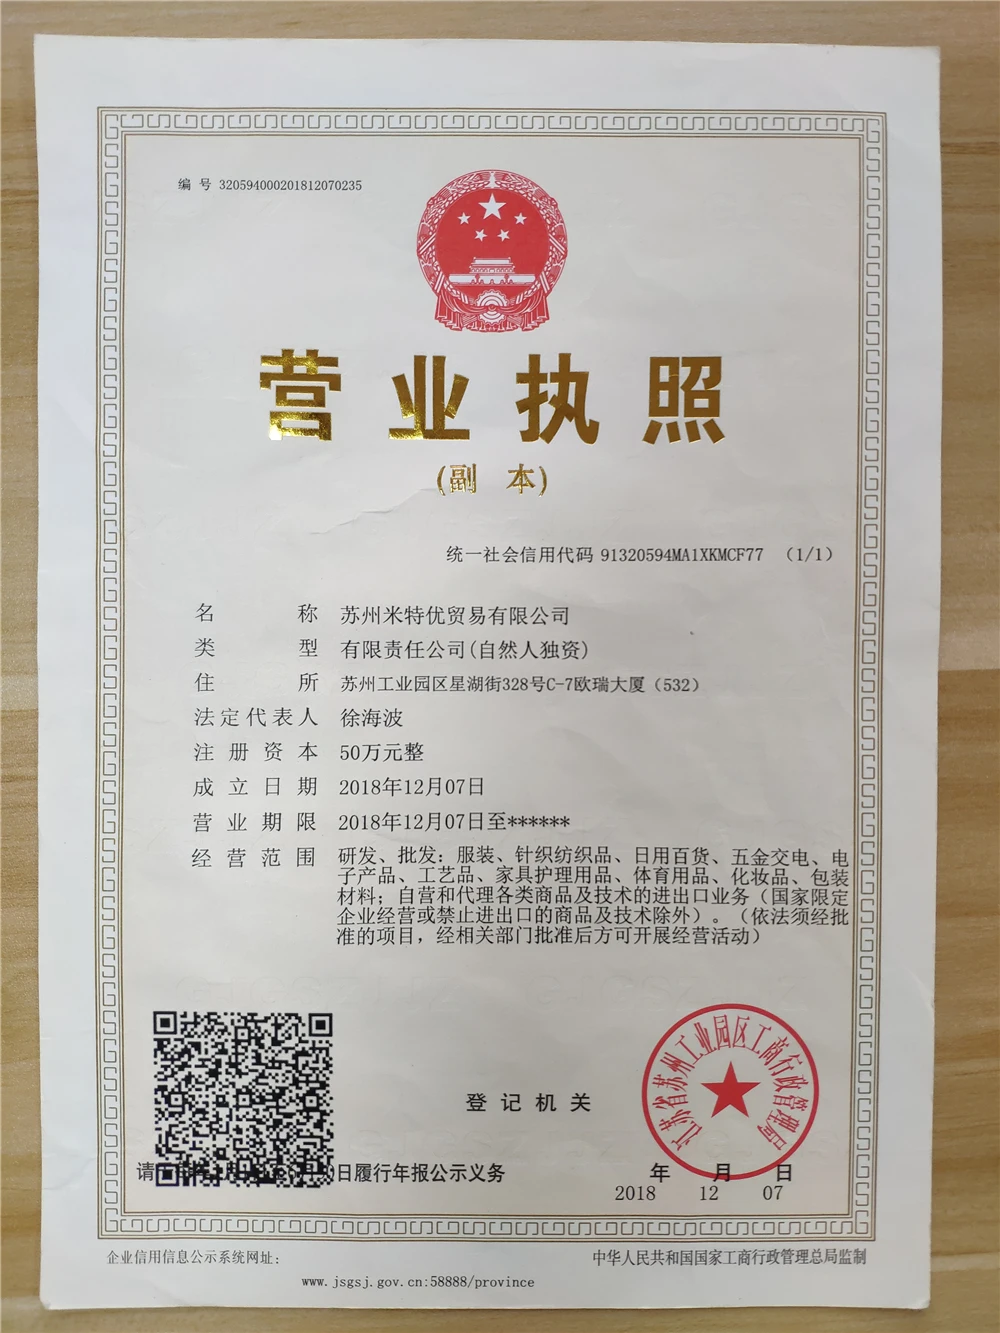 编 号 320594000201812070235
营业执照
(副 本)
统一社会信用代码 91320594MA1XKMCF77 （1/1）
名 称 苏州米特优贸易有限公司
类 型 有限责任公司(自然人独资)
住 所 苏州工业园区星湖街328号C-7欧瑞大厦（532）
法定代表人 徐海波
注 册 资 本 50万元整
成 立 日 期 2018年12月07日
营 业 期 限 2018年12月07日至******
经 营 范 围 研发、批发：服装、针织纺织品、日用百货、五金交电、电
子产品、工艺品、家具护理用品、体育用品、化妆品、包装
材料；自营和代理各类商品及技术的进出口业务（国家限定
企业经营或禁止进出口的商品及技术除外）。（依法须经批
准的项目，经相关部门批准后方可开展经营活动）
江苏省苏州工业园区工商行政管理局
登 记 机 关
请 日履行年报公示义务
年 月 日
2018 12 07
企业信用信息公示系统网址：
www.jsgsj.gov.cn:58888/province
中华人民共和国国家工商行政管理总局监制